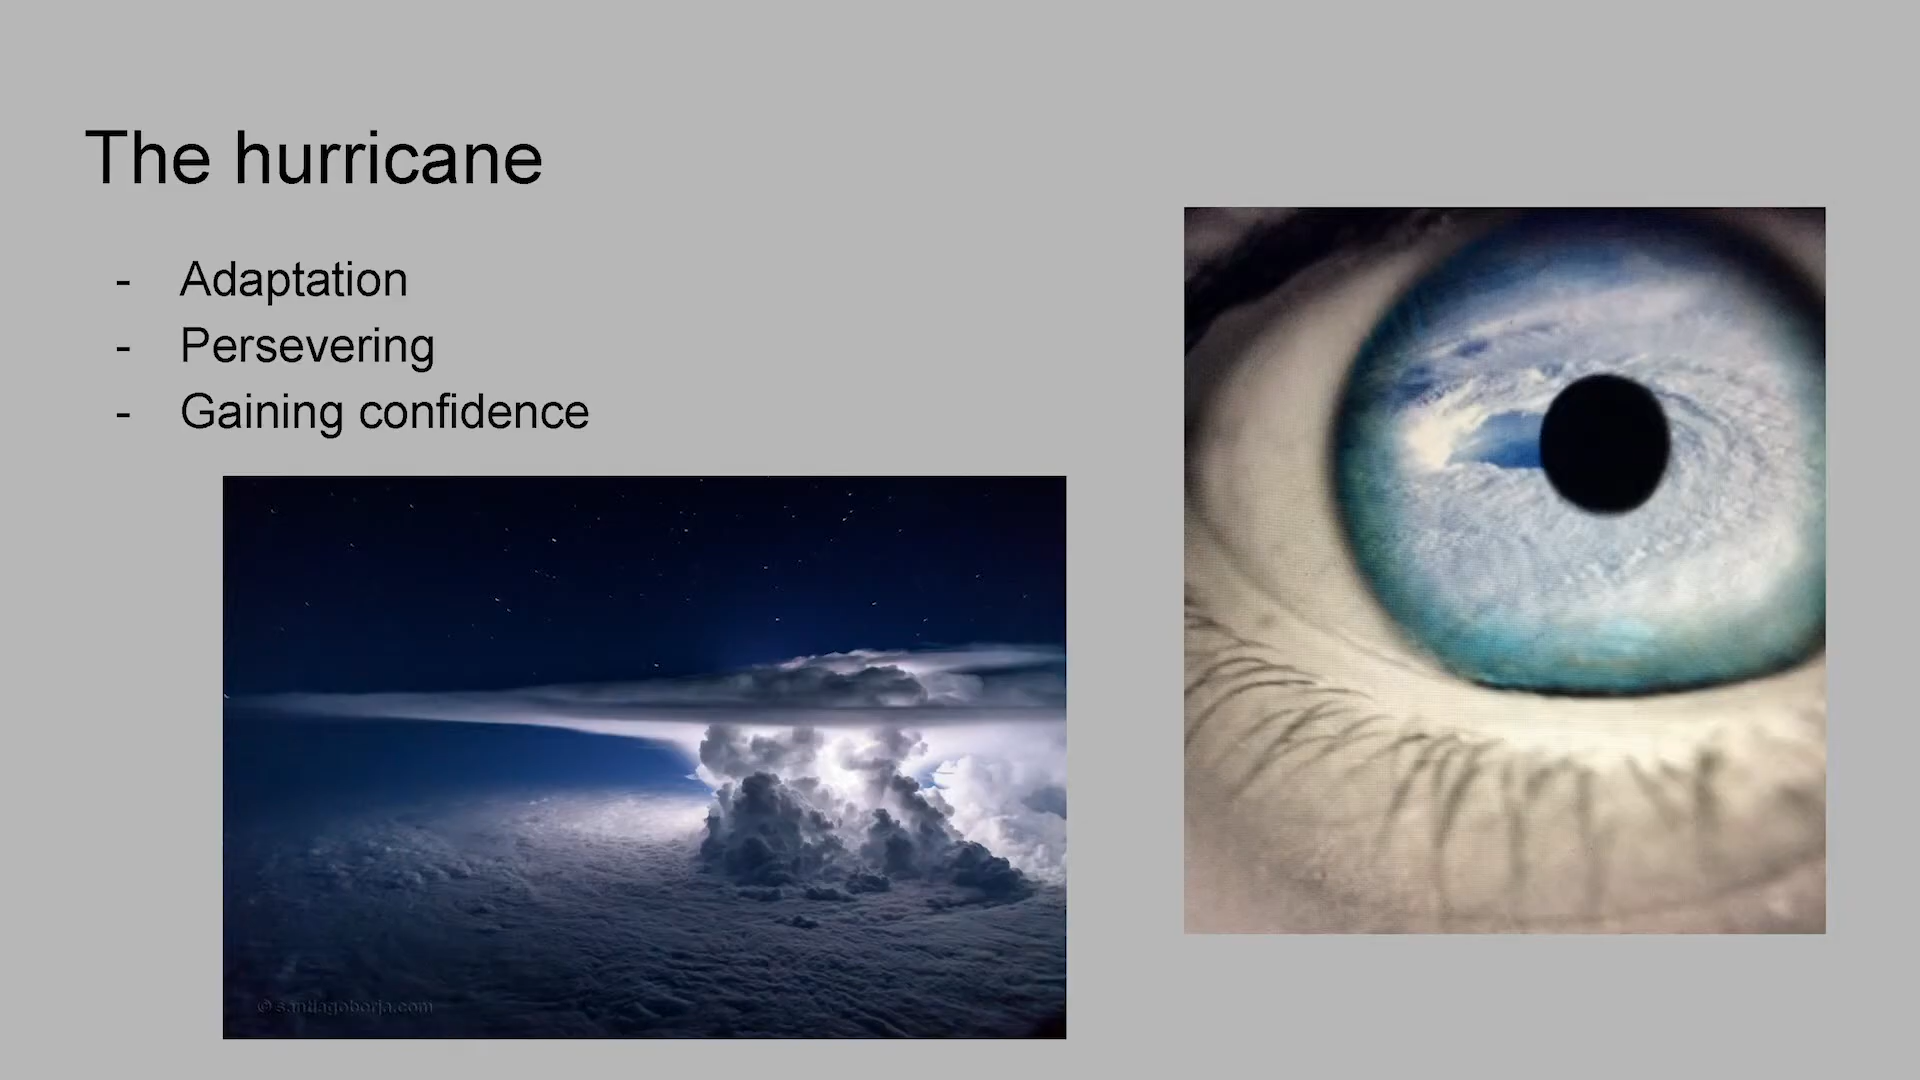 The hurricane
- Adaptation
- Persevering
- Gaining confidence
© santiagoborja.com